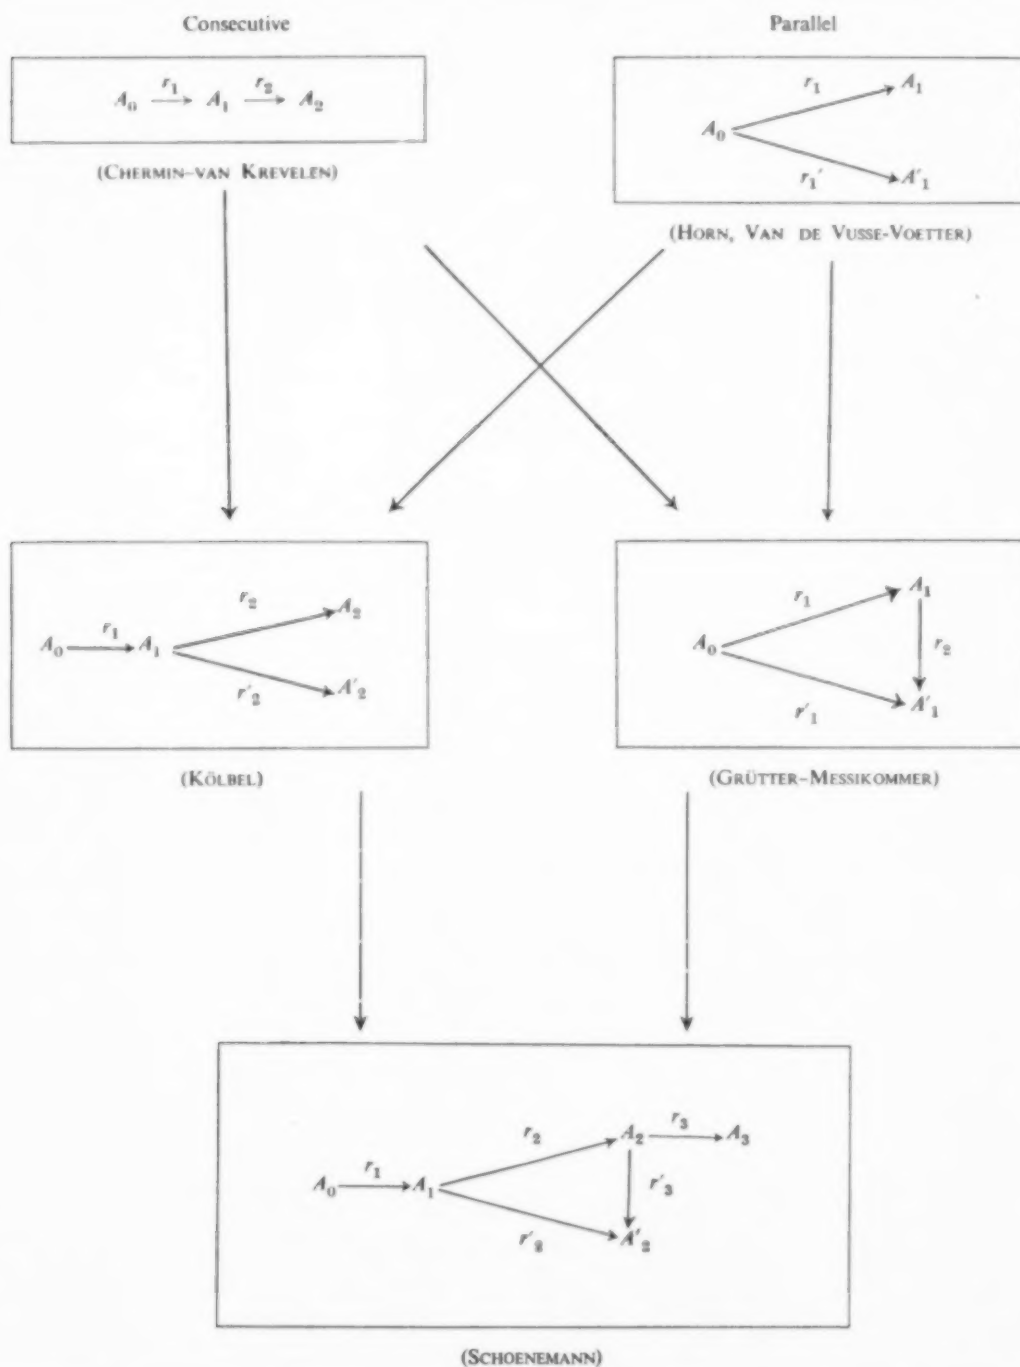 Consecutive
Parallel
A₀ r₁ → A₁ r₂ → A₂
(CHERMIN–VAN KREVELEN)
r₁ A₁
A₀
r₁' A'₁
(HORN, VAN DE VUSSE-VOETTER)
r₂ A₂
A₀ r₁ A₁
r'₂ A'₂
(KÖLBEL)
r₁ A₁
A₀ r₂
r'₁ A'₁
(GRÜTTER–MESSIKOMMER)
r₂ A₂ r₃ A₃
A₀ r₁ A₁ r'₃
r'₂ A'₂
(SCHOENEMANN)